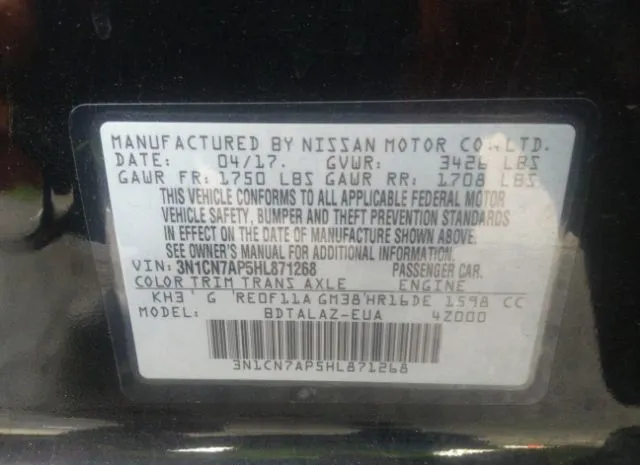 MANUFACTURED BY NISSAN MOTOR CO.,LTD.
DATE: 04/17. GVWR: 3426 LBS
GAWR FR: 1750 LBS GAWR RR: 1708 LBS
THIS VEHICLE CONFORMS TO ALL APPLICABLE FEDERAL MOTOR
VEHICLE SAFETY, BUMPER AND THEFT PREVENTION STANDARDS
IN EFFECT ON THE DATE OF MANUFACTURE SHOWN ABOVE.
SEE OWNER'S MANUAL FOR ADDITIONAL INFORMATION.
VIN: 3N1CN7AP5HL871268 PASSENGER CAR.
COLOR TRIM TRANS AXLE ENGINE
KH3 G RE0F11A GM38 HR16DE 1598 CC
MODEL: BDTALAZ-EUA 4Z000
3N1CN7AP5HL871268